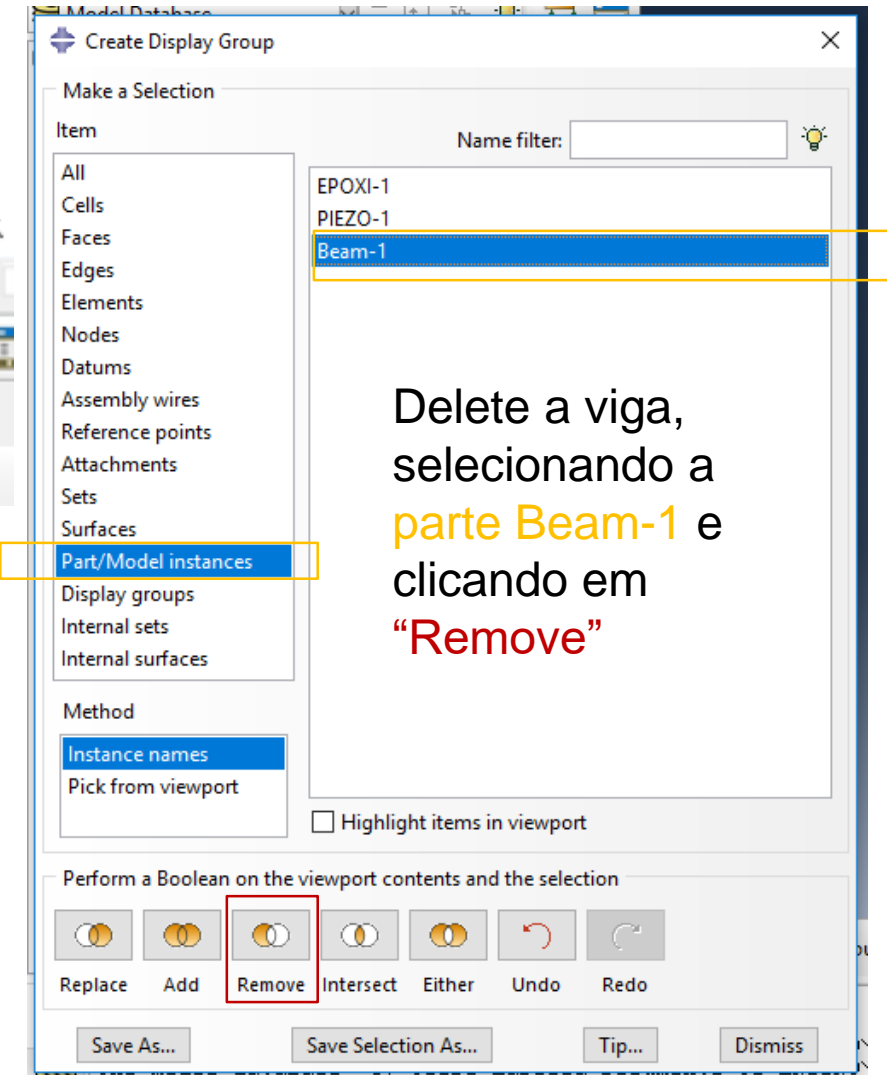 Model Database
Create Display Group
Make a Selection
Item
Name filter:
All
Cells
Faces
Edges
Elements
Nodes
Datums
Assembly wires
Reference points
Attachments
Sets
Surfaces
Part/Model instances
Display groups
Internal sets
Internal surfaces
EPOXI-1
PIEZO-1
Beam-1
Delete a viga,
selecionando a
parte Beam-1 e
clicando em
“Remove”
Method
Instance names
Pick from viewport
Highlight items in viewport
Perform a Boolean on the viewport contents and the selection
Replace Add Remove Intersect Either Undo Redo
Save As... Save Selection As... Tip... Dismiss